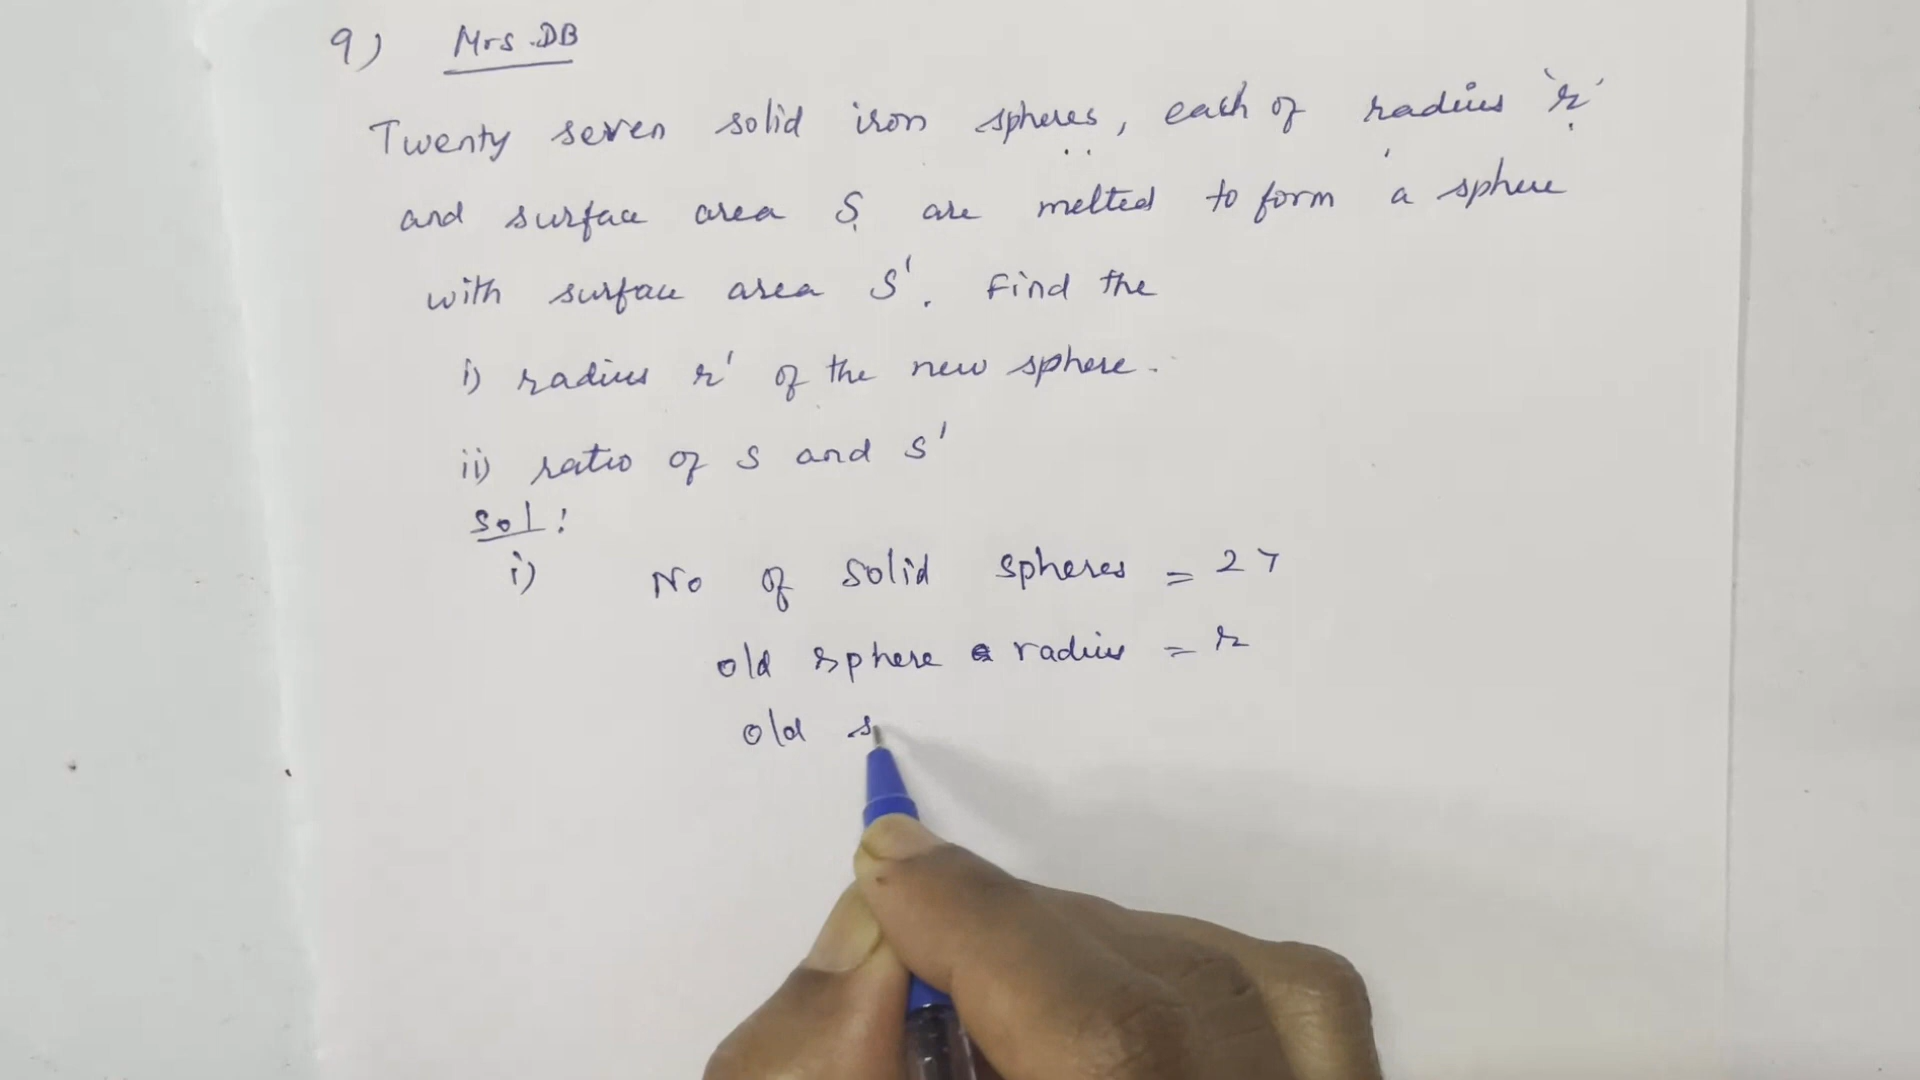 9) Mrs.DB
Twenty seven solid iron spheres, each of radius 'r'
and surface area S are melted to form a sphere
with surface area S'. Find the
i) radius r' of the new sphere.
ii) ratio of s and s'
Sol:
i) No of Solid spheres = 27
old sphere radius = r
old s